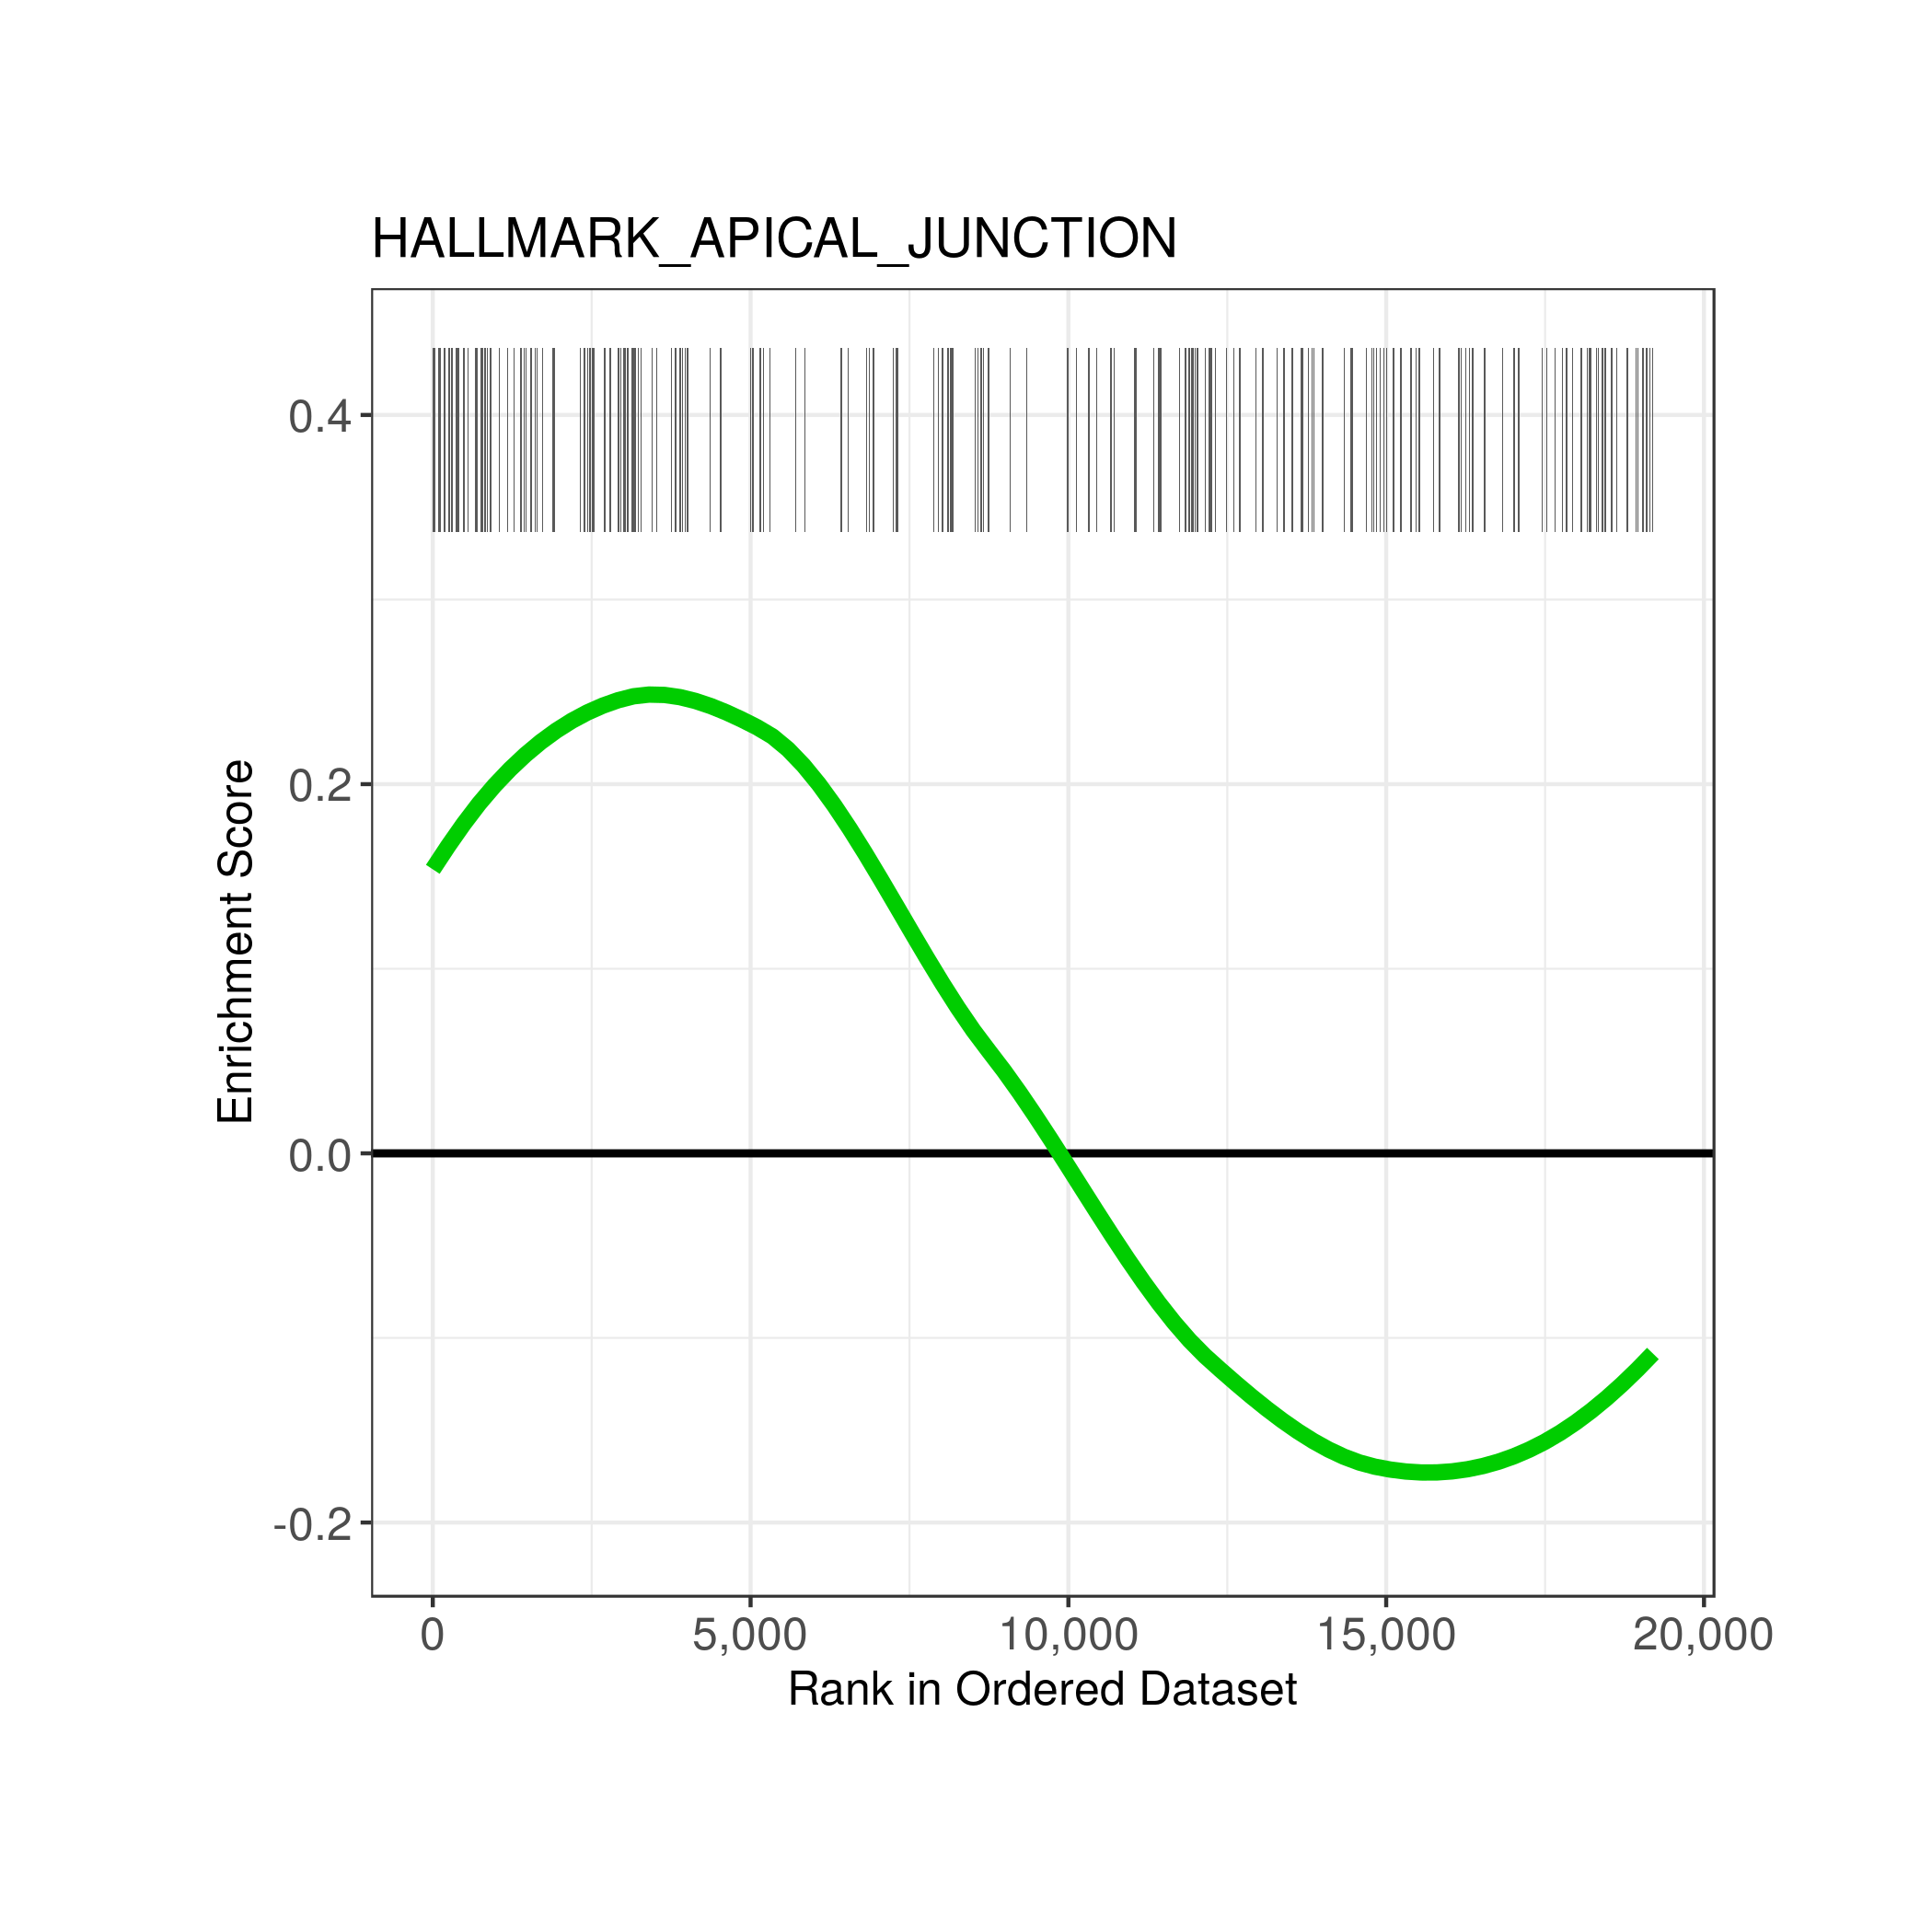 HALLMARK_APICAL_JUNCTION
0.4
0.2
0.0
-0.2
Enrichment Score
0 5,000 10,000 15,000 20,000
Rank in Ordered Dataset